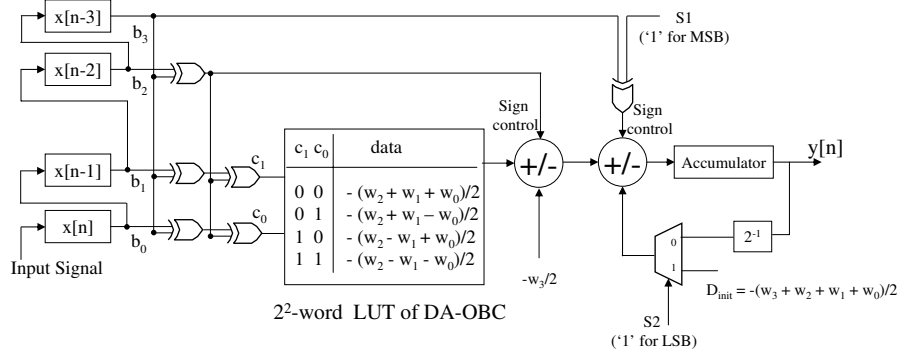 x[n-3]
b3
S1
('1' for MSB)
x[n-2]
b2
Sign control
Sign control
c1
c1 c0 data
+/-
+/-
Accumulator
y[n]
x[n-1]
b1
0 0 - (w2 + w1 + w0)/2
0 1 - (w2 + w1 – w0)/2
1 0 - (w2 - w1 + w0)/2
1 1 - (w2 - w1 - w0)/2
c0
x[n]
b0
0
1
2-1
Input Signal
-w3/2
Dinit = -(w3 + w2 + w1 + w0)/2
2²-word LUT of DA-OBC
S2
('1' for LSB)